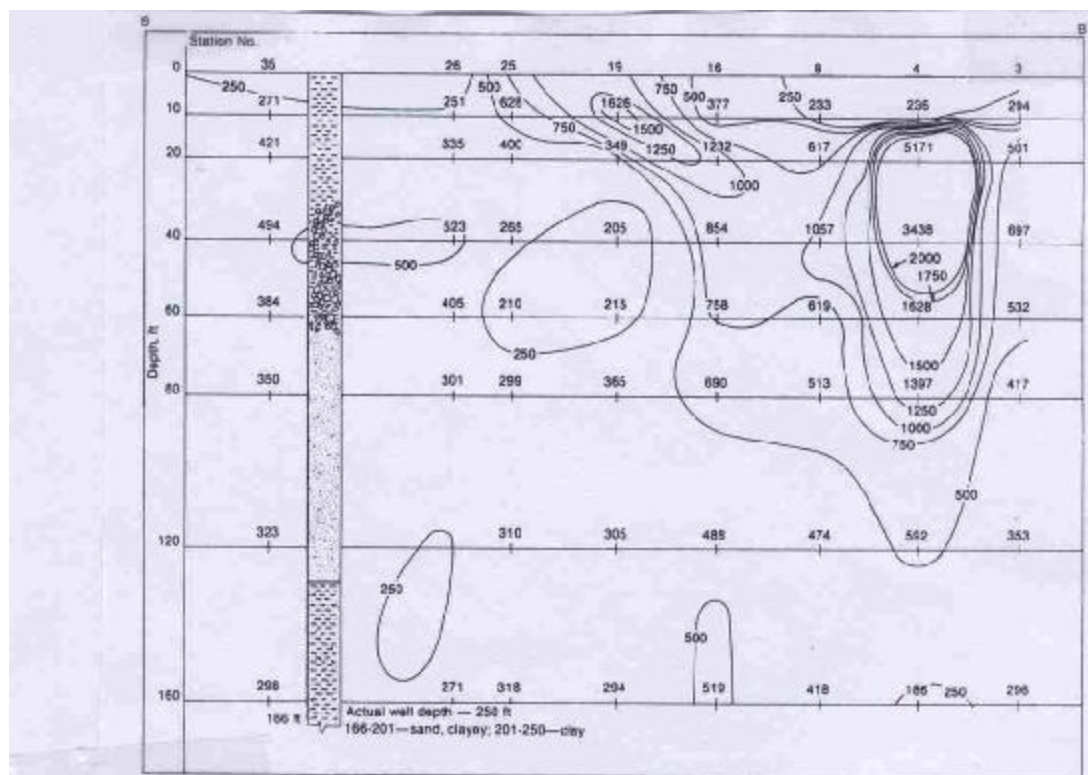 B B
Station No.
0 35 26 25 19 16 8 4 3
250 500 750 500 250
10 271 251 628 1626 377 233 236 294
750 1500
20 421 335 400 349 1250 1232 617 5171
1000
40 494 523 265 205 854 1057 3438 697
500 2000
1750
60 384 405 210 215 758 619 1628 532
250
1500
Depth, ft
80 350 301 299 365 690 513 1397 417
1250
1000
750
500
120 323 310 305 474 353
250
500
160 298 271 318 294 519 418 250 296
166 ft Actual well depth — 250 ft
166-201—sand, clayey; 201-250—clay